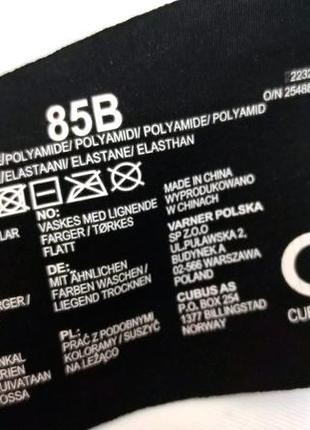 85B
2232
O/N 25488
/POLYAMIDE/POLYAMIDI/ POLYAMIDE/ POLYAMID
/ELASTAANI/ ELASTANE/ ELASTHAN
LAR
NO:
VASKES MED LIGNENDE
FARGER / TØRKES
FLATT
DE:
MIT ÄHNLICHEN
FARBEN WASCHEN /
LIEGEND TROCKNEN
PL:
PRAĆ Z PODOBNYMI
KOLORAMY / SUSZYĆ
NA LEŻĄCO
RGER /
NKAL
RIEN
UIVATAAN
OSSA
MADE IN CHINA
WYPRODUKOWANO
W CHINACH
VARNER POLSKA
SP Z.O.O
UL.PUŁAWSKA 2,
BUDYNEK A
02-566 WARSZAWA
POLAND
CUBUS AS
P.O. BOX 254
1377 BILLINGSTAD
NORWAY
C
CUB